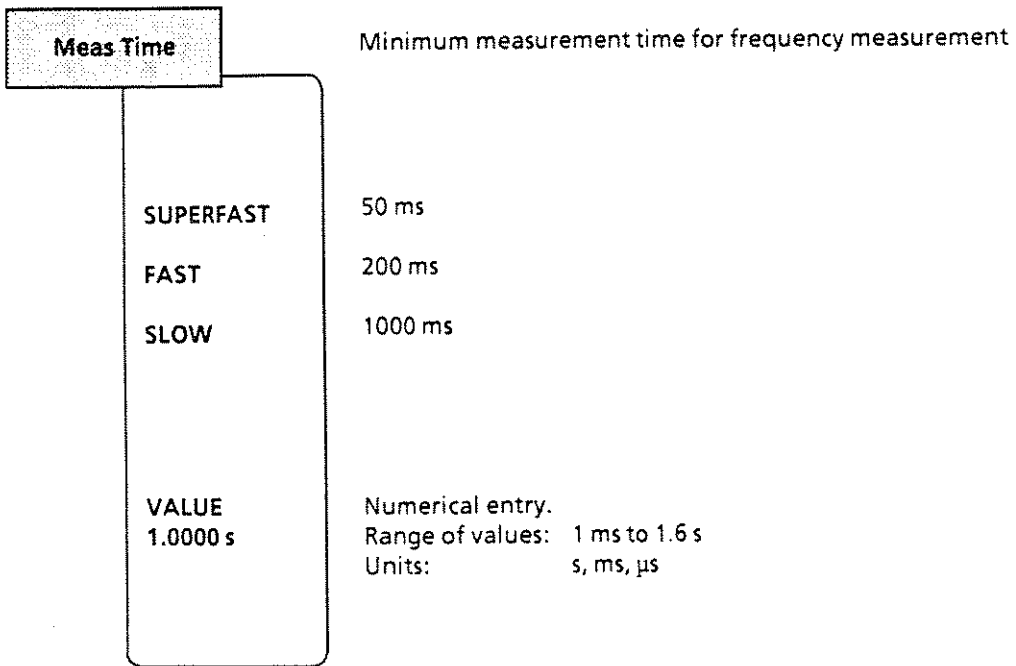 Meas Time Minimum measurement time for frequency measurement
SUPERFAST 50 ms
FAST 200 ms
SLOW 1000 ms
VALUE Numerical entry.
1.0000 s Range of values: 1 ms to 1.6 s
Units: s, ms, µs